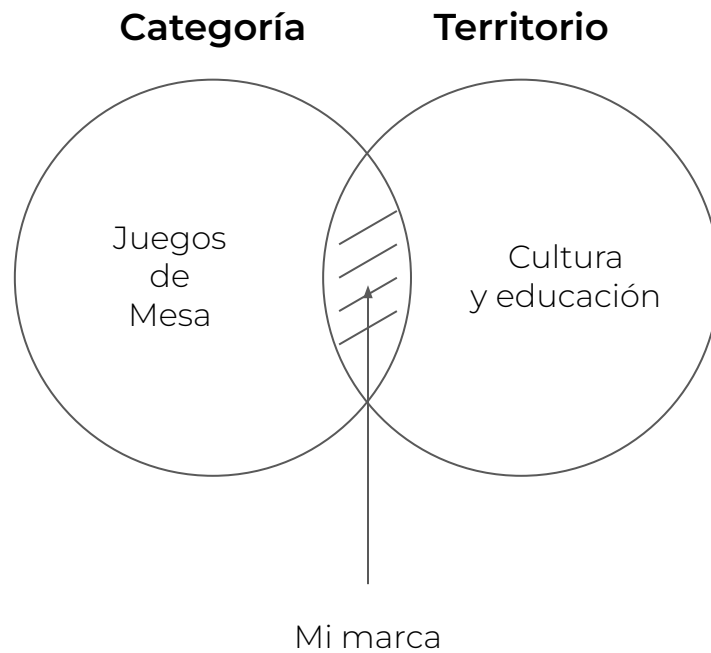 Categoría
Territorio
Juegos
de
Mesa
Cultura
y educación
Mi marca